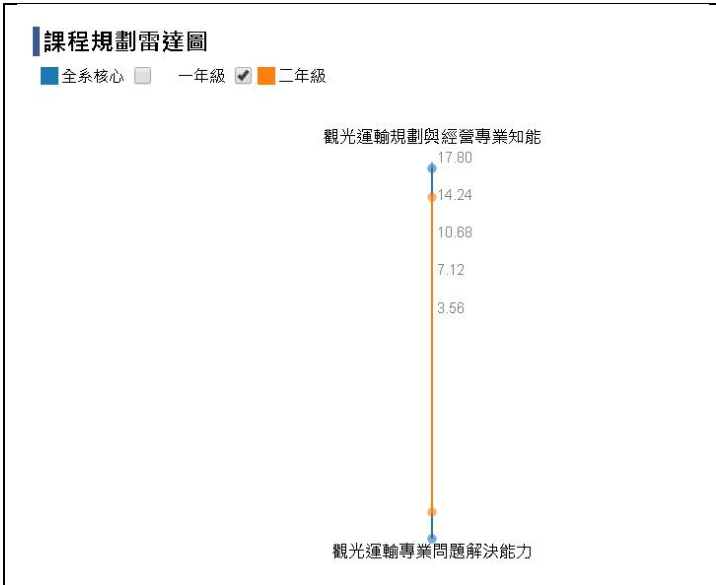 課程規劃雷達圖
全系核心 一年級 二年級
觀光運輸規劃與經營專業知能
17.80
14.24
10.68
7.12
3.56
觀光運輸專業問題解決能力